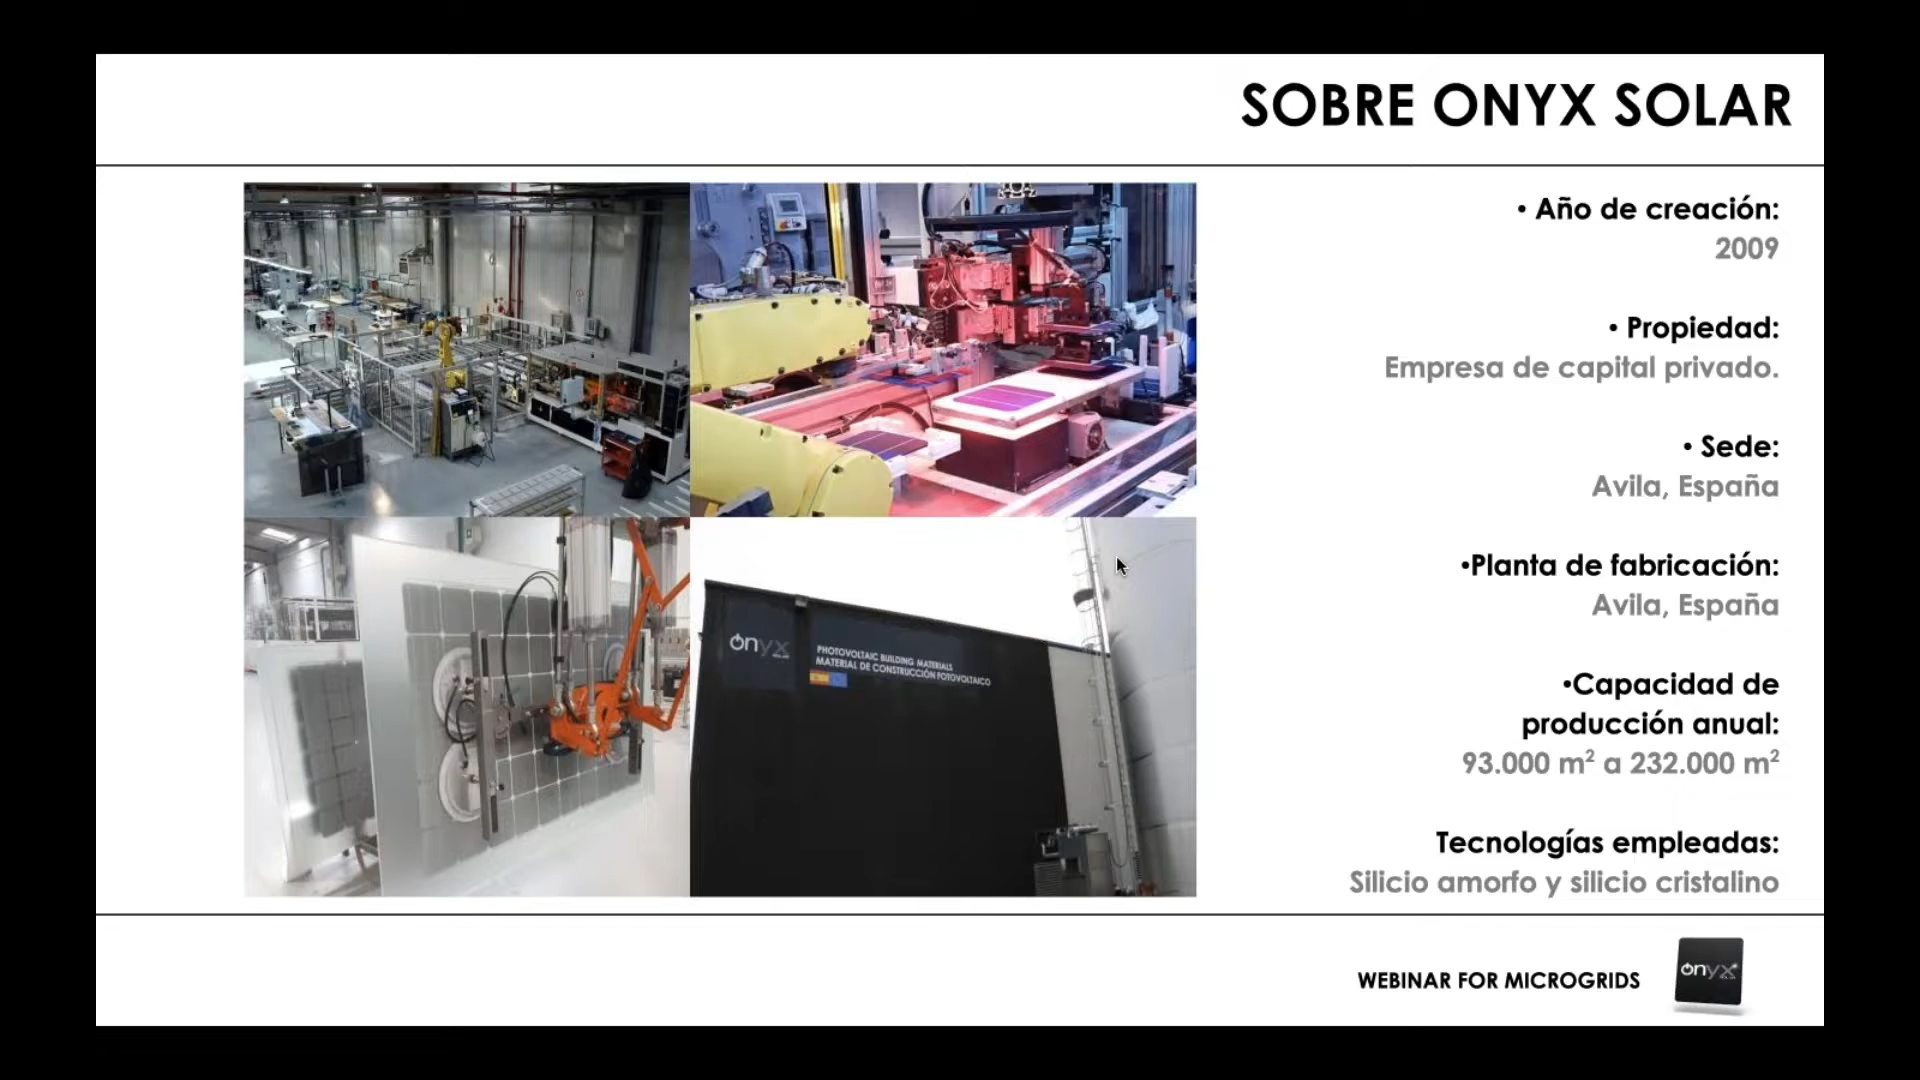 SOBRE ONYX SOLAR
• Año de creación:
2009
• Propiedad:
Empresa de capital privado.
• Sede:
Avila, España
•Planta de fabricación:
Avila, España
•Capacidad de
producción anual:
93.000 m² a 232.000 m²
Tecnologías empleadas:
Silicio amorfo y silicio cristalino
onyx
PHOTOVOLTAIC BUILDING MATERIALS
MATERIAL DE CONSTRUCCIÓN FOTOVOLTAICO
WEBINAR FOR MICROGRIDS
onyx